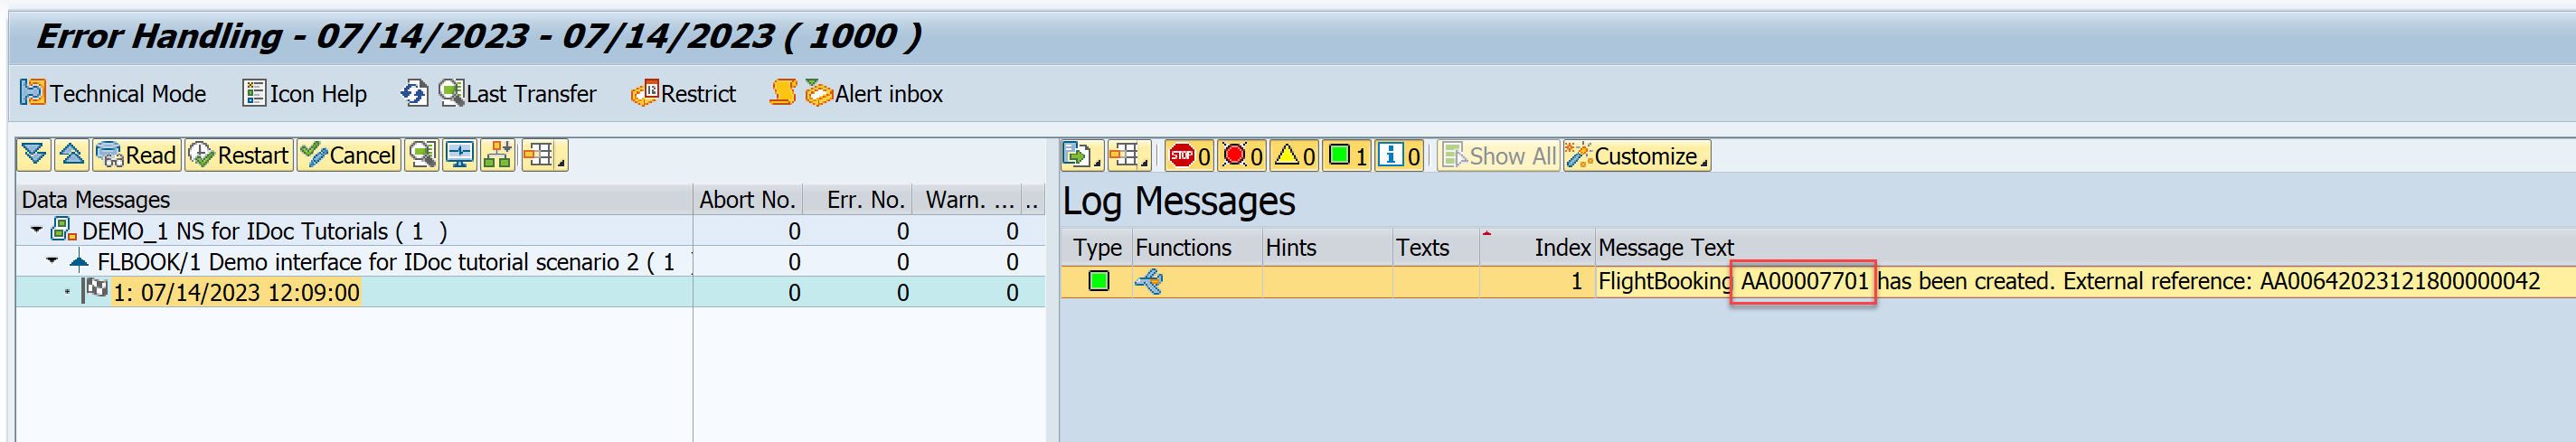 Error Handling - 07/14/2023 - 07/14/2023 ( 1000 )
Technical Mode Icon Help Last Transfer Restrict Alert inbox
Read Restart Cancel
Data Messages Abort No. Err. No. Warn. ... ..
DEMO_1 NS for IDoc Tutorials ( 1 ) 0 0 0
FLBOOK/1 Demo interface for IDoc tutorial scenario 2 ( 1 0 0 0
1: 07/14/2023 12:09:00 0 0 0
STOP 0 0 0 1 0 Show All Customize
Log Messages
Type Functions Hints Texts Index Message Text
1 FlightBooking AA00007701 has been created. External reference: AA00642023121800000042